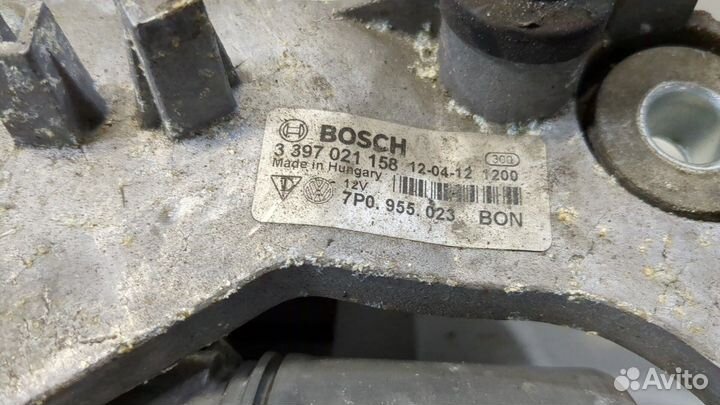 BOSCH
3 397 021 158 12-04-12 1200
300
Made in Hungary
12V
7P0.955.023 BON
Avito